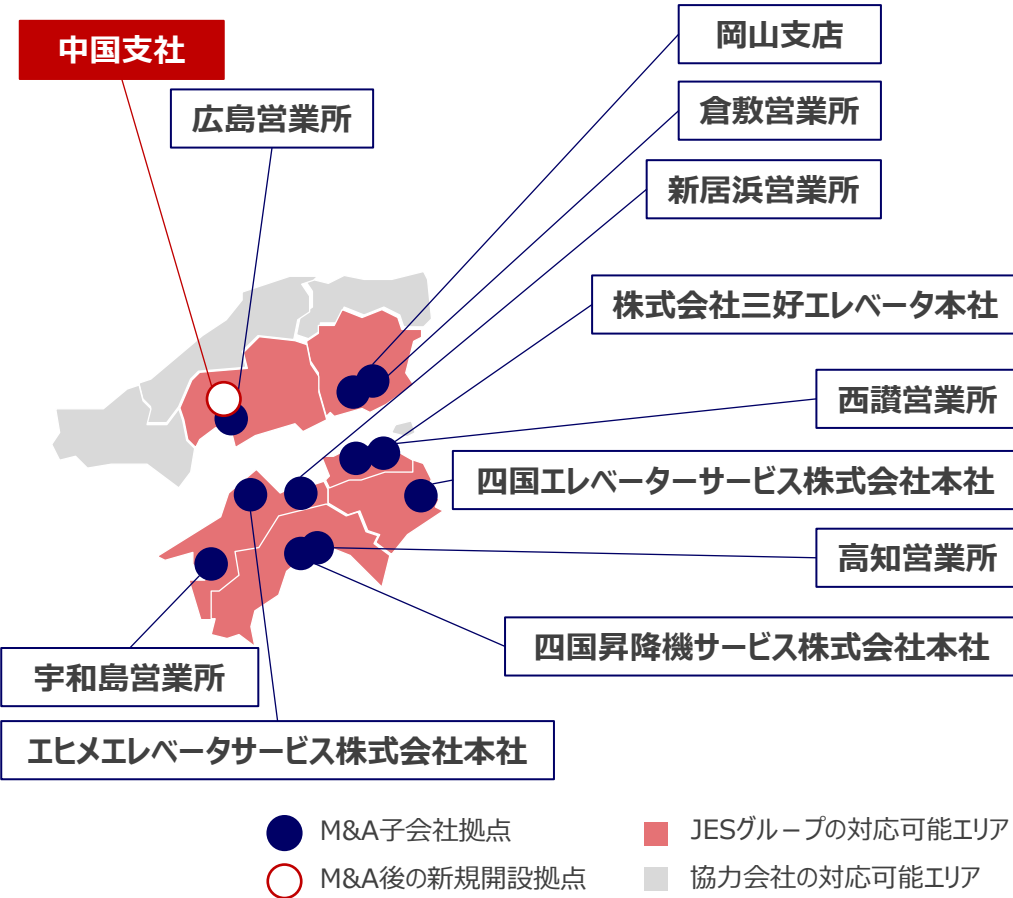 中国支社
岡山支店
広島営業所
倉敷営業所
新居浜営業所
株式会社三好エレベータ本社
西讃営業所
四国エレベーターサービス株式会社本社
高知営業所
四国昇降機サービス株式会社本社
宇和島営業所
エヒメエレベータサービス株式会社本社
M&A子会社拠点
JESグループの対応可能エリア
M&A後の新規開設拠点
協力会社の対応可能エリア